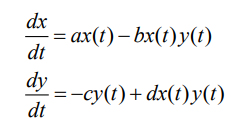 dx/dt = ax(t) − bx(t)y(t)
dy/dt = −cy(t) + dx(t)y(t)